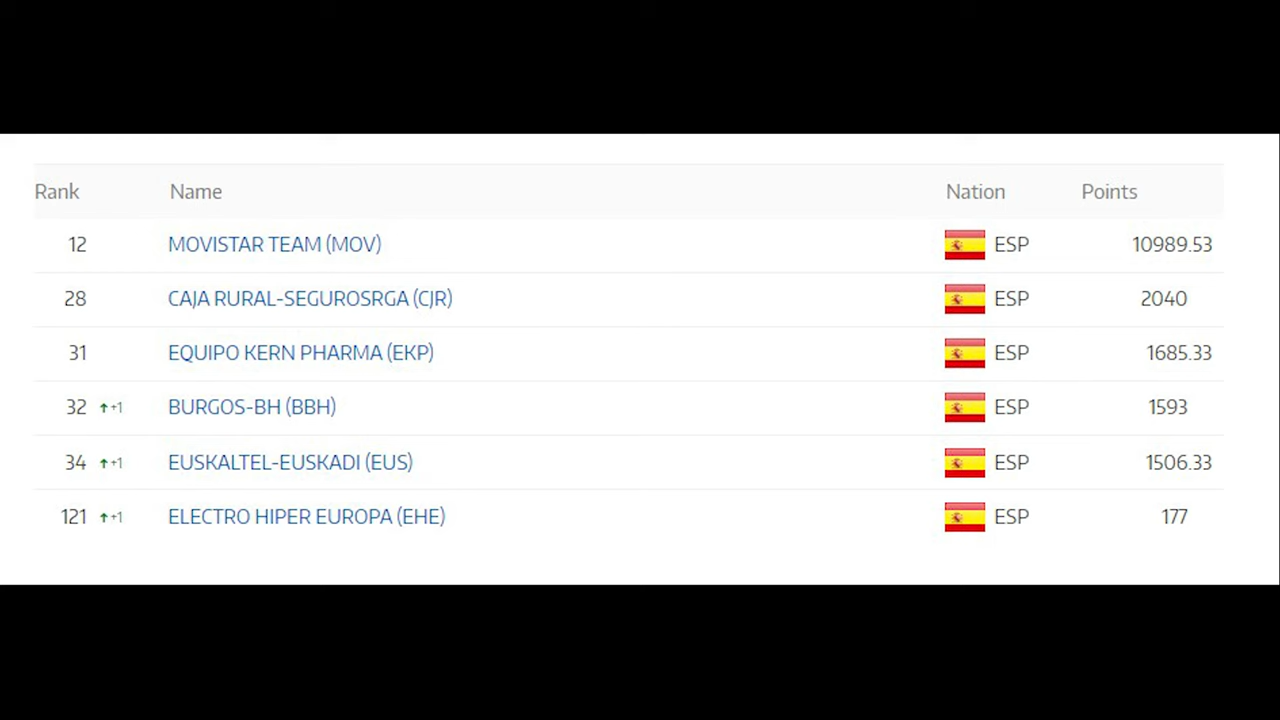 Rank Name Nation Points
12 MOVISTAR TEAM (MOV) ESP 10989.53
28 CAJA RURAL-SEGUROSRGA (CJR) ESP 2040
31 EQUIPO KERN PHARMA (EKP) ESP 1685.33
32 +1 BURGOS-BH (BBH) ESP 1593
34 +1 EUSKALTEL-EUSKADI (EUS) ESP 1506.33
121 +1 ELECTRO HIPER EUROPA (EHE) ESP 177